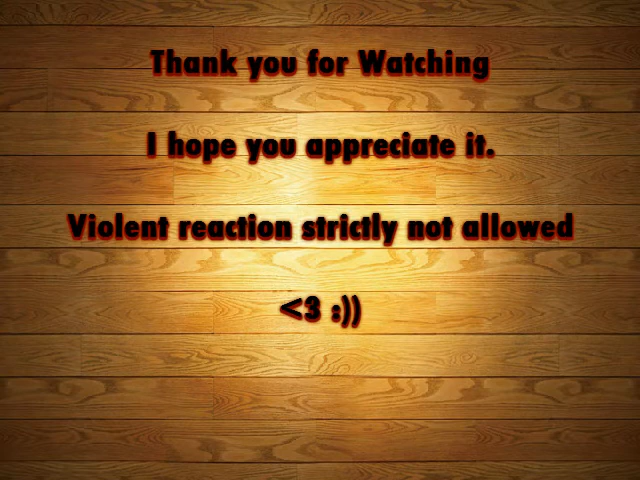 Thank you for Watching
I hope you appreciate it.
Violent reaction strictly not allowed
<3 :))